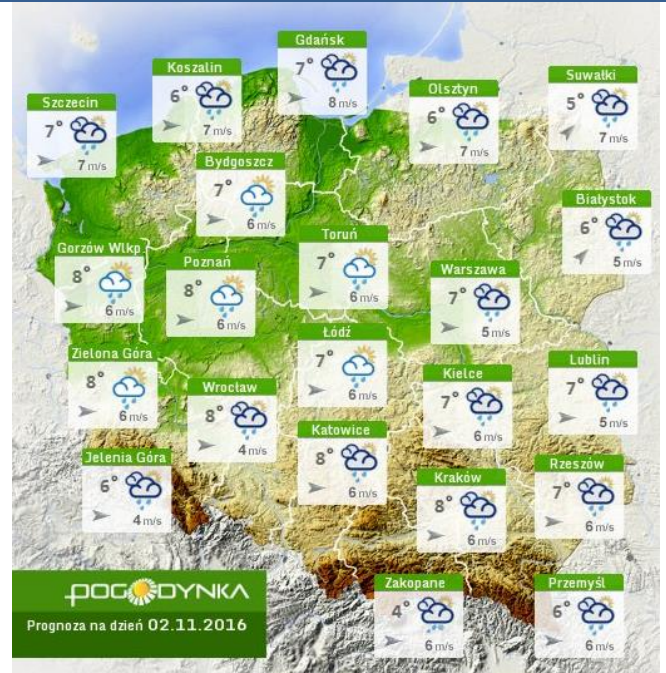 Gdańsk
7°
8 m/s
Koszalin
6°
7 m/s
Suwałki
5°
7 m/s
Olsztyn
6°
7 m/s
Szczecin
7°
7 m/s
Bydgoszcz
7°
6 m/s
Białystok
6°
5 m/s
Toruń
7°
6 m/s
Gorzów Wlkp
8°
6 m/s
Poznań
8°
6 m/s
Warszawa
7°
5 m/s
Łódź
7°
6 m/s
Zielona Góra
8°
6 m/s
Lublin
7°
5 m/s
Kielce
7°
6 m/s
Wrocław
8°
4 m/s
Katowice
8°
6 m/s
Jelenia Góra
6°
4 m/s
Rzeszów
7°
6 m/s
Kraków
8°
6 m/s
Zakopane
4°
6 m/s
Przemyśl
6°
6 m/s
POGODYNKA
Prognoza na dzień 02.11.2016